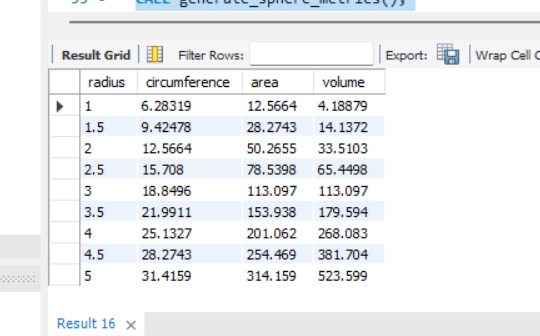 CALL generate_sphere_metrics();
Result Grid Filter Rows: Export: Wrap Cell C
radius circumference area volume
1 6.28319 12.5664 4.18879
1.5 9.42478 28.2743 14.1372
2 12.5664 50.2655 33.5103
2.5 15.708 78.5398 65.4498
3 18.8496 113.097 113.097
3.5 21.9911 153.938 179.594
4 25.1327 201.062 268.083
4.5 28.2743 254.469 381.704
5 31.4159 314.159 523.599
Result 16